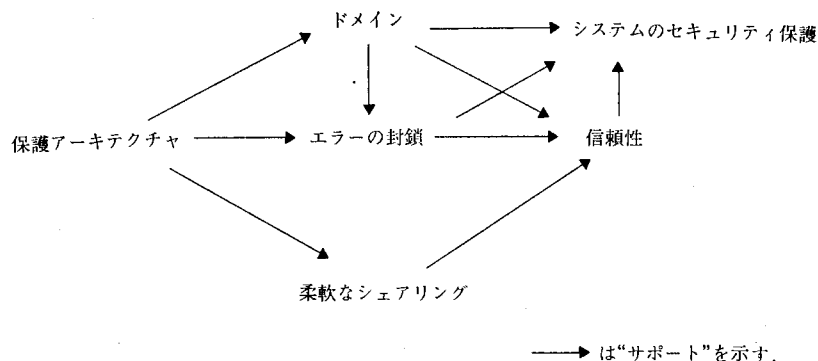 ドメイン
システムのセキュリティ保護
保護アーキテクチャ
エラーの封鎖
信頼性
柔軟なシェアリング
は“サポート”を示す.